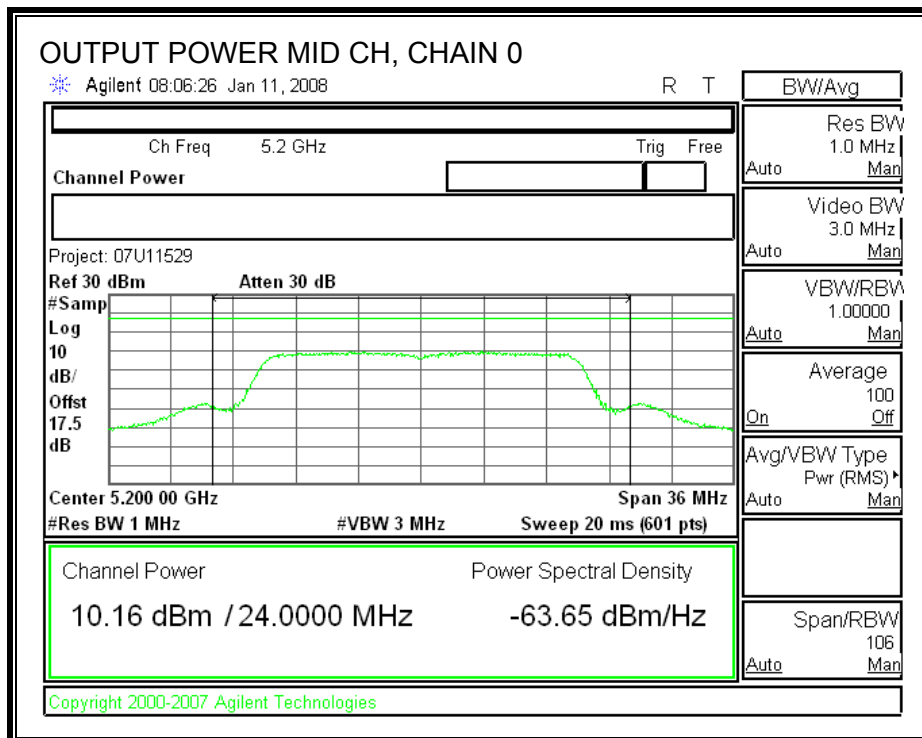 OUTPUT POWER MID CH, CHAIN 0
Agilent 08:06:26 Jan 11, 2008 R T
Ch Freq 5.2 GHz Trig Free
Channel Power
Project: 07U11529
Ref 30 dBm Atten 30 dB
#Samp
Log
10
dB/
Offst
17.5
dB
Center 5.200 00 GHz Span 36 MHz
#Res BW 1 MHz #VBW 3 MHz Sweep 20 ms (601 pts)
Channel Power Power Spectral Density
10.16 dBm / 24.0000 MHz -63.65 dBm/Hz
Copyright 2000-2007 Agilent Technologies
BW/Avg
Res BW
1.0 MHz
Auto Man
Video BW
3.0 MHz
Auto Man
VBW/RBW
1.00000
Auto Man
Average
100
On Off
Avg/VBW Type
Pwr (RMS)
Auto Man
Span/RBW
106
Auto Man